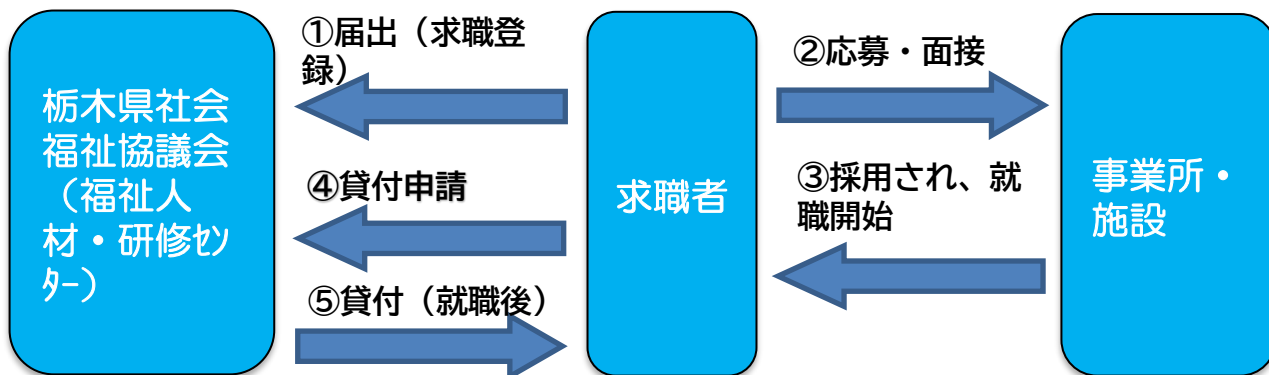 栃木県社会
福祉協議会
（福祉人
材・研修ｾﾝ
ﾀｰ）
①届出（求職登
録）
④貸付申請
⑤貸付（就職後）
求職者
②応募・面接
③採用され、就
職開始
事業所・
施設